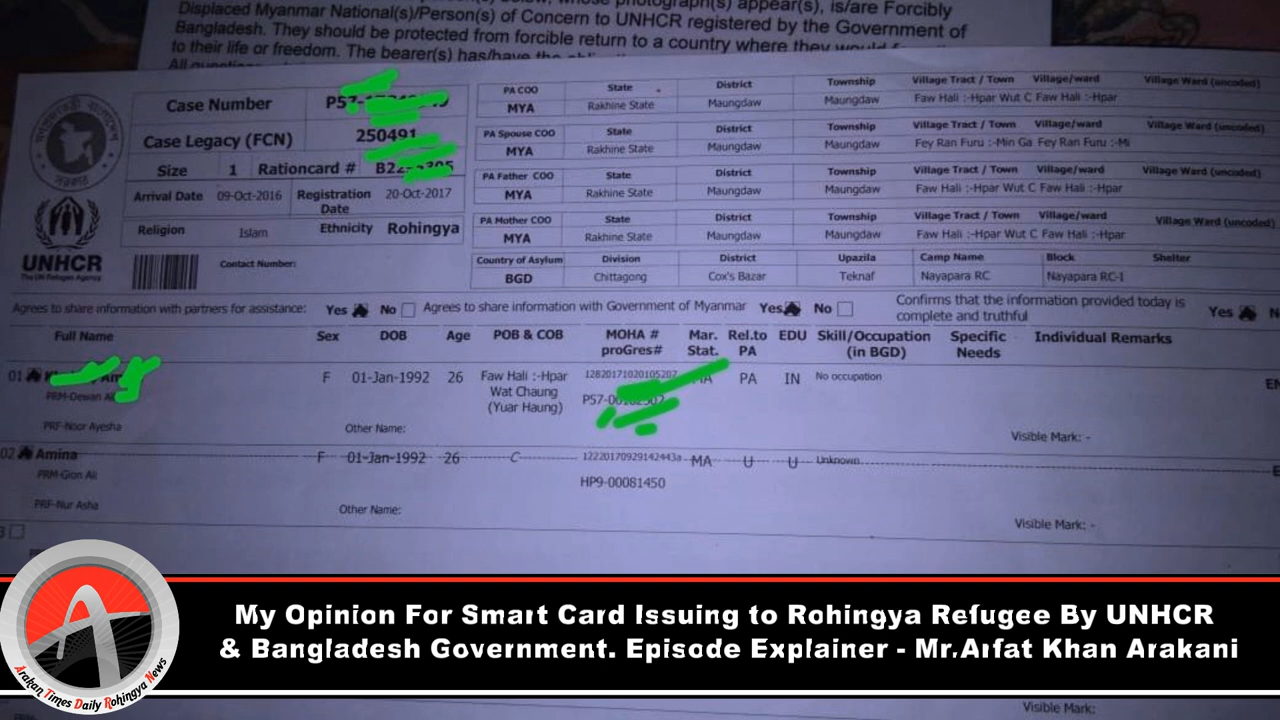 Displaced Myanmar National(s)/Person(s) of Concern to UNHCR registered by the Government of
Bangladesh. They should be protected from forcible return to a country where they would
to their life or freedom. The bearer(s) has/have the
Case Number
Case Legacy (FCN) 250491
Size 1 Rationcard #
Arrival Date 09-Oct-2016 Registration Date 20-Oct-2017
Religion Islam Ethnicity Rohingya
Contact Number:
UNHCR
The UN Refugee Agency
PA COO State District Township Village Tract / Town Village/ward Village Ward (uncoded)
MYA Rakhine State Maungdaw Maungdaw Faw Hali :-Hpar Wut C Faw Hali :-Hpar
PA Spouse COO State District Township Village Tract / Town Village/ward Village Ward (uncoded)
MYA Rakhine State Maungdaw Maungdaw Fey Ran Furu :-Min Ga Fey Ran Furu :-Mi
PA Father COO State District Township Village Tract / Town Village/ward Village Ward (uncoded)
MYA Rakhine State Maungdaw Maungdaw Faw Hali :-Hpar Wut C Faw Hali :-Hpar
PA Mother COO State District Township Village Tract / Town Village/ward Village Ward (uncoded)
MYA Rakhine State Maungdaw Maungdaw Faw Hali :-Hpar Wut C Faw Hali :-Hpar
Country of Asylum Division District Upazila Camp Name Block Shelter
BGD Chittagong Cox's Bazar Teknaf Nayapara RC Nayapara RC-1
Agrees to share information with partners for assistance: Yes No Agrees to share information with Government of Myanmar Yes No Confirms that the information provided today is
complete and truthful Yes
Full Name Sex DOB Age POB & COB MOHA # Mar. Rel.to EDU Skill/Occupation Specific Individual Remarks
proGres# Stat. PA (in BGD) Needs
01 F 01-Jan-1992 26 Faw Hali :-Hpar PA IN No occupation
PRM-Dewan Wat Chaung
(Yuar Haung)
PRF-Noor Ayesha Other Name: Visible Mark: -
02 Amina F 01-Jan-1992 26 C 12220170929142443a MA U U Unknown
PRM-Gion Ali HP9-00081450
PRF-Nur Asha Other Name: Visible Mark: -
My Opinion For Smart Card Issuing to Rohingya Refugee By UNHCR
& Bangladesh Government. Episode Explainer - Mr.Arfat Khan Arakani
Arakan Times Daily Rohingya News
Visible Mark: